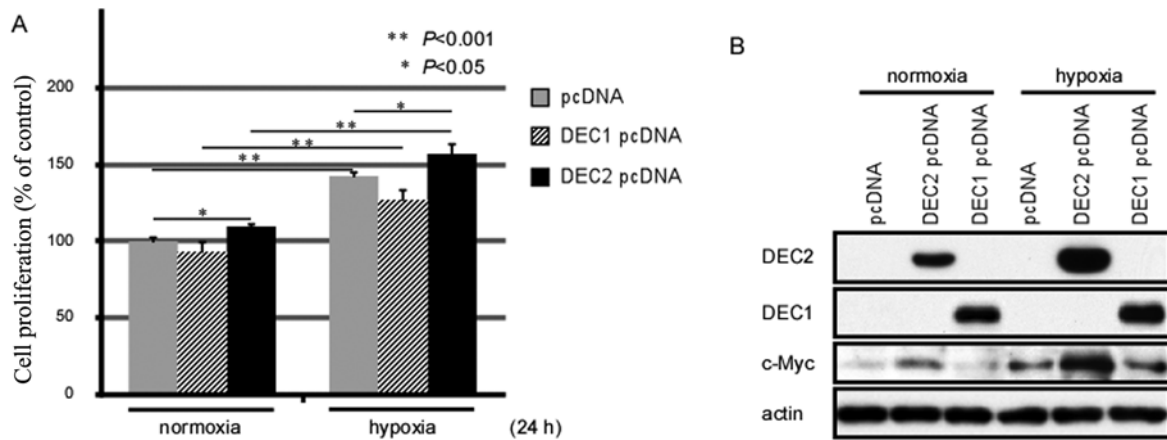 A
** P<0.001
* P<0.05
200
150
100
50
0
Cell proliferation (% of control)
*
**
**
**
*
pcDNA
DEC1 pcDNA
DEC2 pcDNA
normoxia
hypoxia
(24 h)
B
normoxia
hypoxia
pcDNA
DEC2 pcDNA
DEC1 pcDNA
pcDNA
DEC2 pcDNA
DEC1 pcDNA
DEC2
DEC1
c-Myc
actin